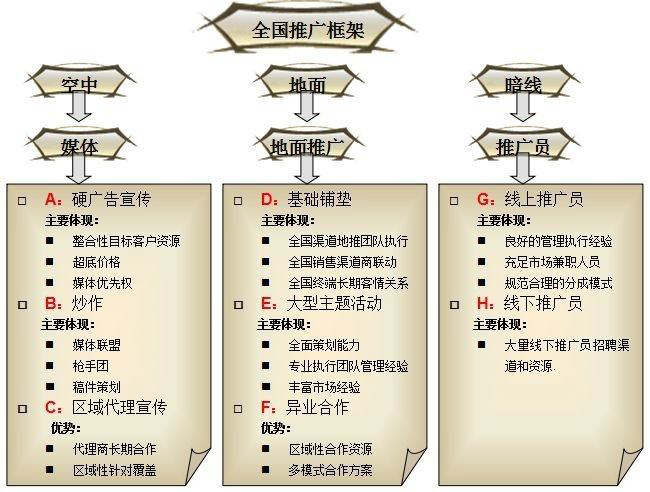 全国推广框架
空中
地面
暗线
媒体
地面推广
推广员
A：硬广告宣传
主要体现：
整合性目标客户资源
超底价格
媒体优先权
B：炒作
主要体现：
媒体联盟
枪手团
稿件策划
C：区域代理宣传
优势：
代理商长期合作
区域性针对覆盖
D：基础铺垫
主要体现：
全国渠道地推团队执行
全国销售渠道商联动
全国终端长期客情关系
E：大型主题活动
主要体现：
全面策划能力
专业执行团队管理经验
丰富市场经验
F：异业合作
优势：
区域性合作资源
多模式合作方案
G：线上推广员
主要体现：
良好的管理执行经验
充足市场兼职人员
规范合理的分成模式
H：线下推广员
主要体现：
大量线下推广员招聘渠
道和资源.